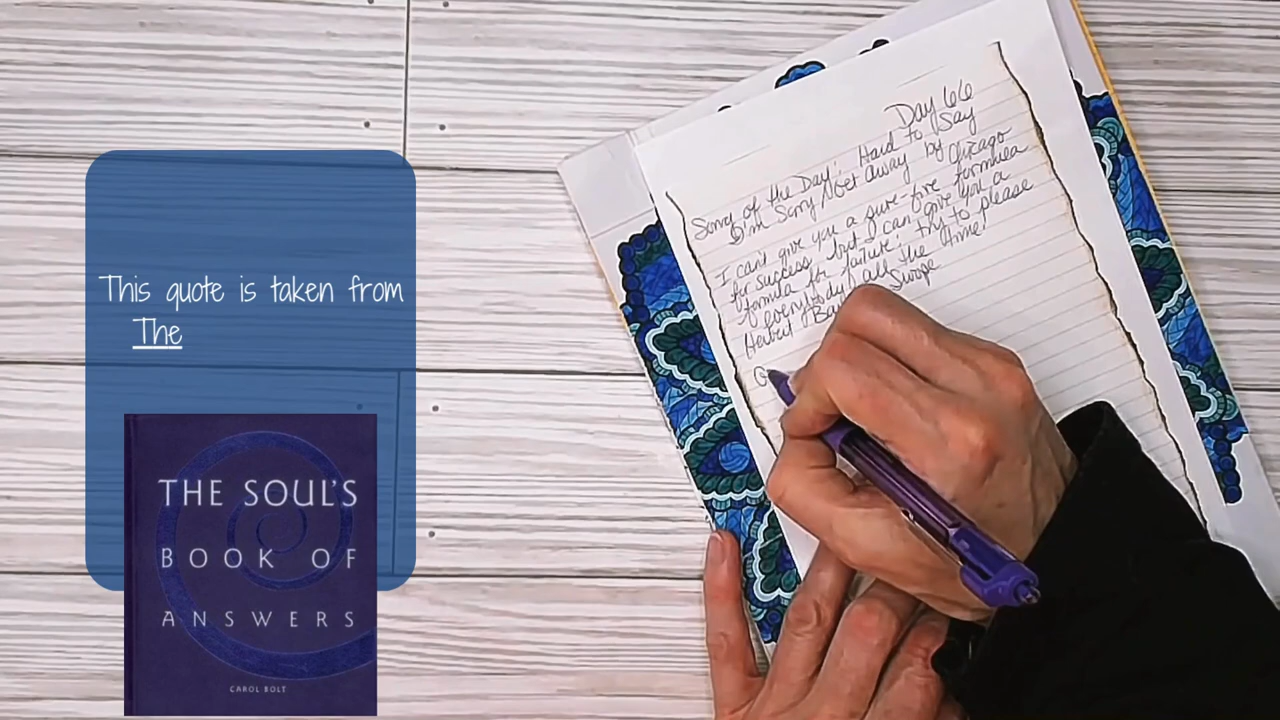 This quote is taken from
The
THE SOUL'S
BOOK OF
ANSWERS
CAROL BOLT
Day 66
Song of the Day: Hard to Say
I'm Sorry/Get Away by Chicago
I can't give you a sure-fire formula
for success, but I can give you a
formula for failure: try to please
everybody all the time.
Herbert Swope